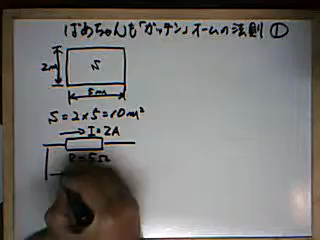 ばあちゃんも「ガッテン」オームの法則①
2m
S
5m
S=2×5=10m²
I=2A
R=5Ω